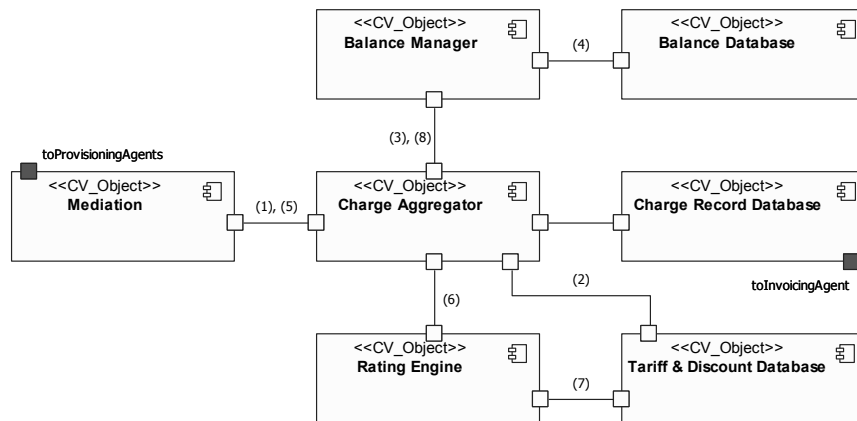 <<CV_Object>>
Balance Manager
(4)
<<CV_Object>>
Balance Database
(3), (8)
toProvisioningAgents
<<CV_Object>>
Mediation
(1), (5)
<<CV_Object>>
Charge Aggregator
<<CV_Object>>
Charge Record Database
toInvoicingAgent
(2)
(6)
<<CV_Object>>
Rating Engine
(7)
<<CV_Object>>
Tariff & Discount Database